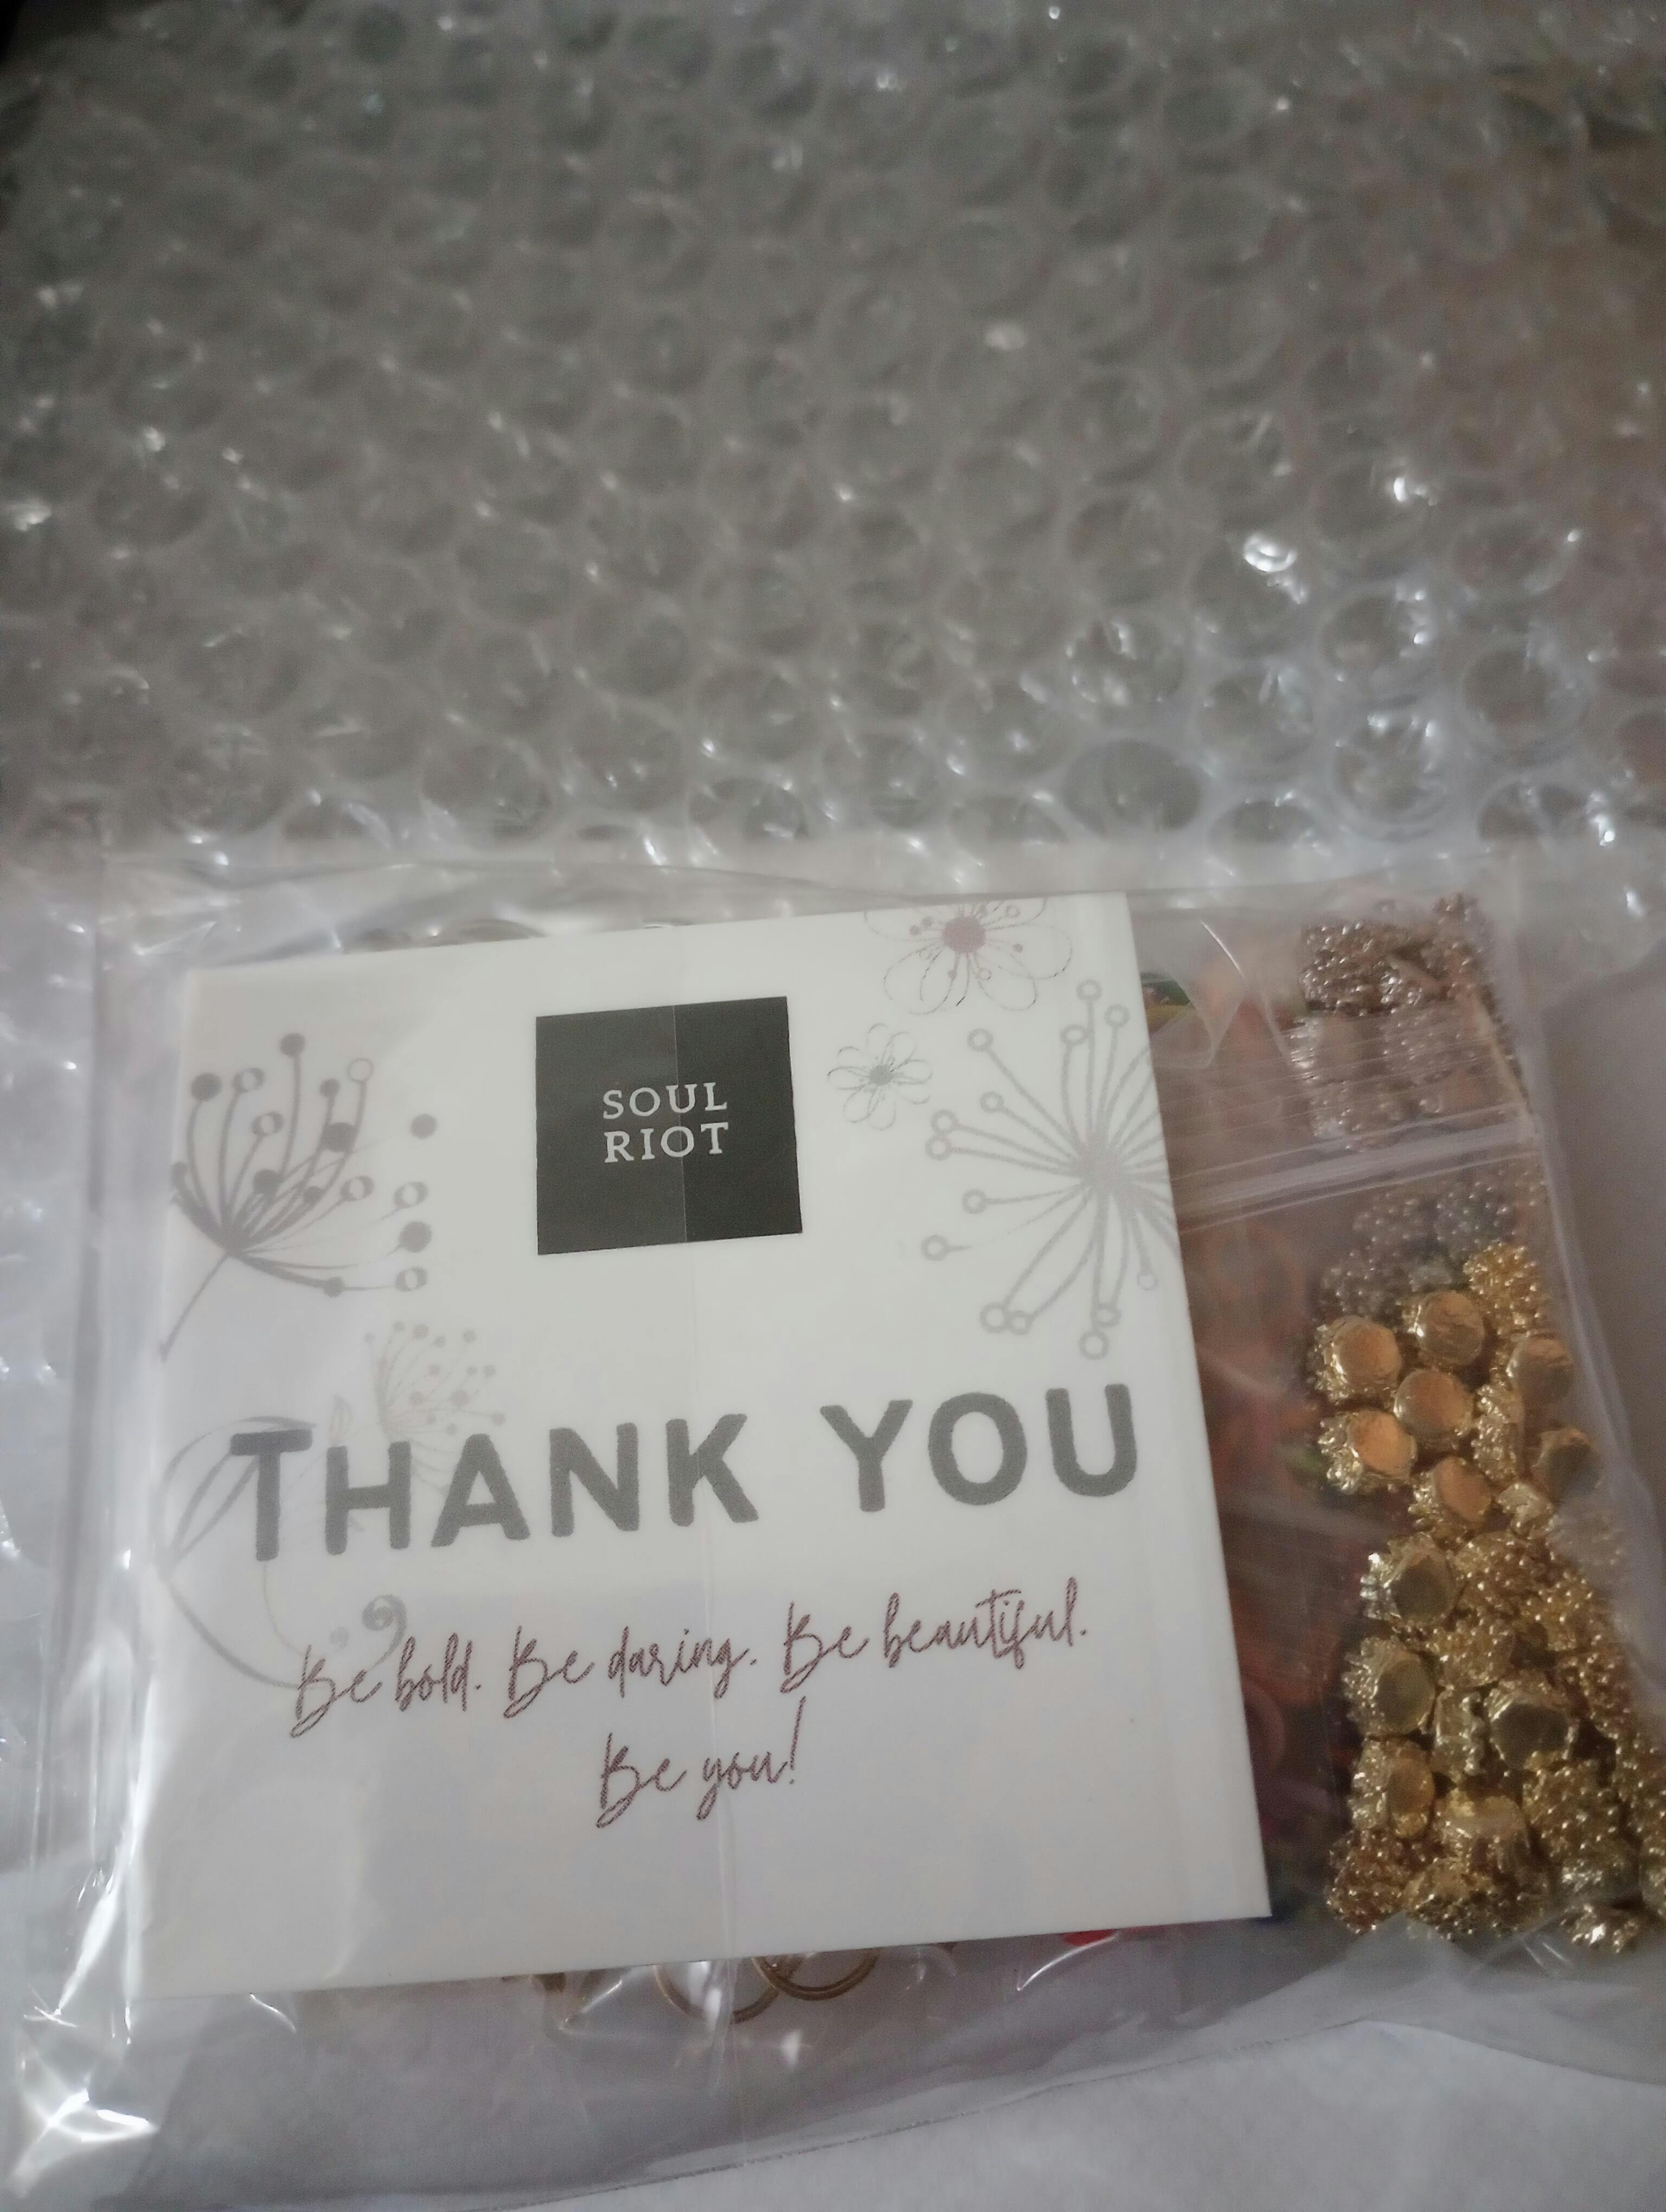 SOUL
RIOT
THANK YOU
Be bold. Be daring. Be beautiful.
Be you!